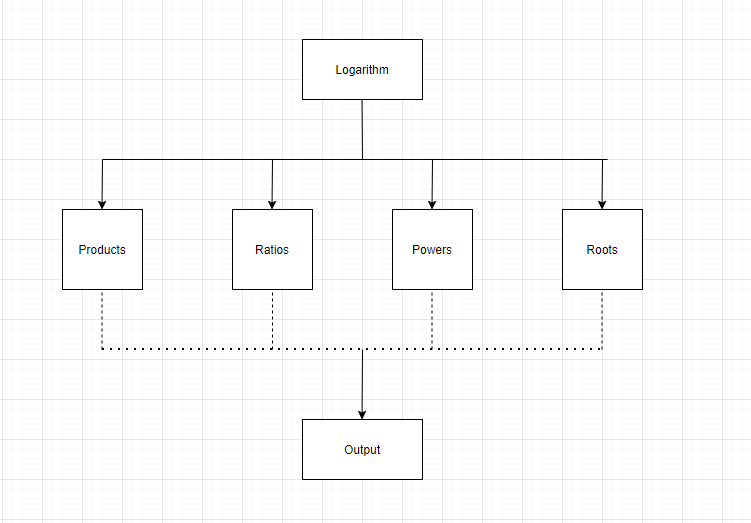 Logarithm
Products
Ratios
Powers
Roots
Output